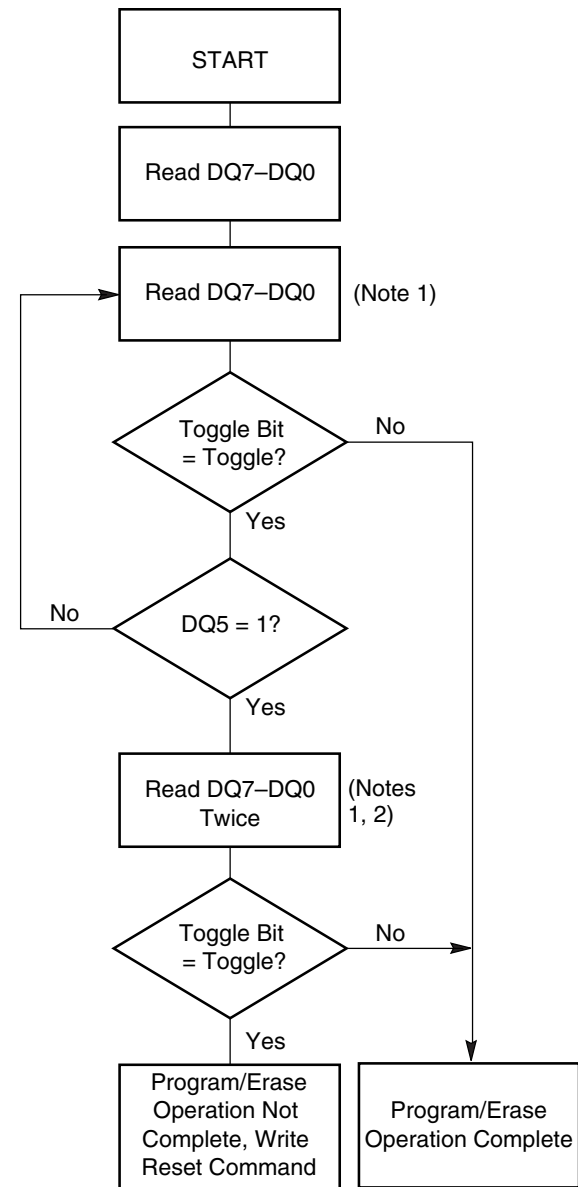 START
Read DQ7–DQ0
Read DQ7–DQ0
(Note 1)
Toggle Bit
= Toggle?
No
Yes
No
DQ5 = 1?
Yes
Read DQ7–DQ0
Twice
(Notes
1, 2)
Toggle Bit
= Toggle?
No
Yes
Program/Erase
Operation Not
Complete, Write
Reset Command
Program/Erase
Operation Complete